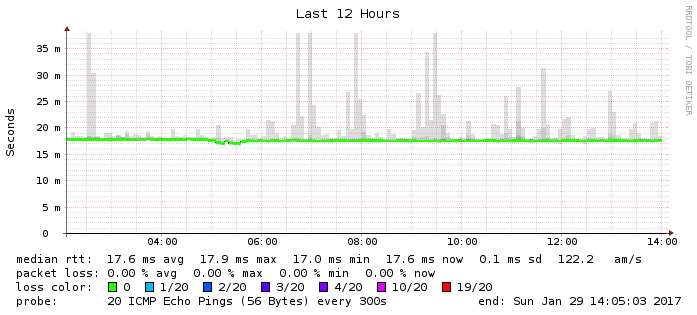 Last 12 Hours
RRDTOOL / TOBI OETIKER
Seconds
35 m
30 m
25 m
20 m
15 m
10 m
5 m
0
04:00 06:00 08:00 10:00 12:00 14:00
median rtt: 17.6 ms avg 17.9 ms max 17.0 ms min 17.6 ms now 0.1 ms sd 122.2 am/s
packet loss: 0.00 % avg 0.00 % max 0.00 % min 0.00 % now
loss color: 0 1/20 2/20 3/20 4/20 10/20 19/20
probe: 20 ICMP Echo Pings (56 Bytes) every 300s end: Sun Jan 29 14:05:03 2017